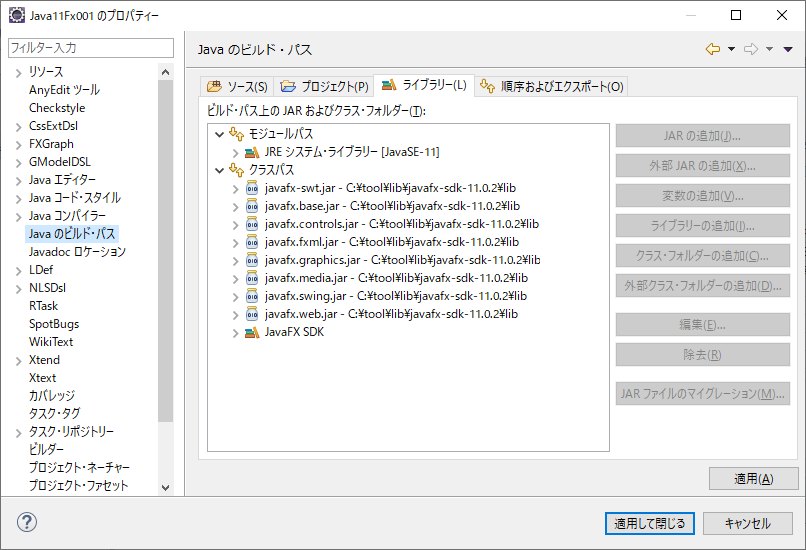 Java11Fx001 のプロパティー
フィルター入力
リソース
AnyEdit ツール
Checkstyle
CssExtDsl
FXGraph
GModelDSL
Java エディター
Java コード・スタイル
Java コンパイラー
Java のビルド・パス
Javadoc ロケーション
LDef
NLSDsl
RTask
SpotBugs
WikiText
Xtend
Xtext
カバレッジ
タスク・タグ
タスク・リポジトリー
ビルダー
プロジェクト・ネーチャー
プロジェクト・ファセット
Java のビルド・パス
ソース(S)
プロジェクト(P)
ライブラリー(L)
順序およびエクスポート(O)
ビルド・パス上の JAR およびクラス・フォルダー(T):
モジュールパス
JRE システム・ライブラリー [JavaSE-11]
クラスパス
javafx-swt.jar - C:¥tool¥lib¥javafx-sdk-11.0.2¥lib
javafx.base.jar - C:¥tool¥lib¥javafx-sdk-11.0.2¥lib
javafx.controls.jar - C:¥tool¥lib¥javafx-sdk-11.0.2¥lib
javafx.fxml.jar - C:¥tool¥lib¥javafx-sdk-11.0.2¥lib
javafx.graphics.jar - C:¥tool¥lib¥javafx-sdk-11.0.2¥lib
javafx.media.jar - C:¥tool¥lib¥javafx-sdk-11.0.2¥lib
javafx.swing.jar - C:¥tool¥lib¥javafx-sdk-11.0.2¥lib
javafx.web.jar - C:¥tool¥lib¥javafx-sdk-11.0.2¥lib
JavaFX SDK
JAR の追加(J)...
外部 JAR の追加(X)...
変数の追加(V)...
ライブラリーの追加(I)...
クラス・フォルダーの追加(C)...
外部クラス・フォルダーの追加(D)...
編集(E)...
除去(R)
JAR ファイルのマイグレーション(M)...
適用(A)
適用して閉じる
キャンセル